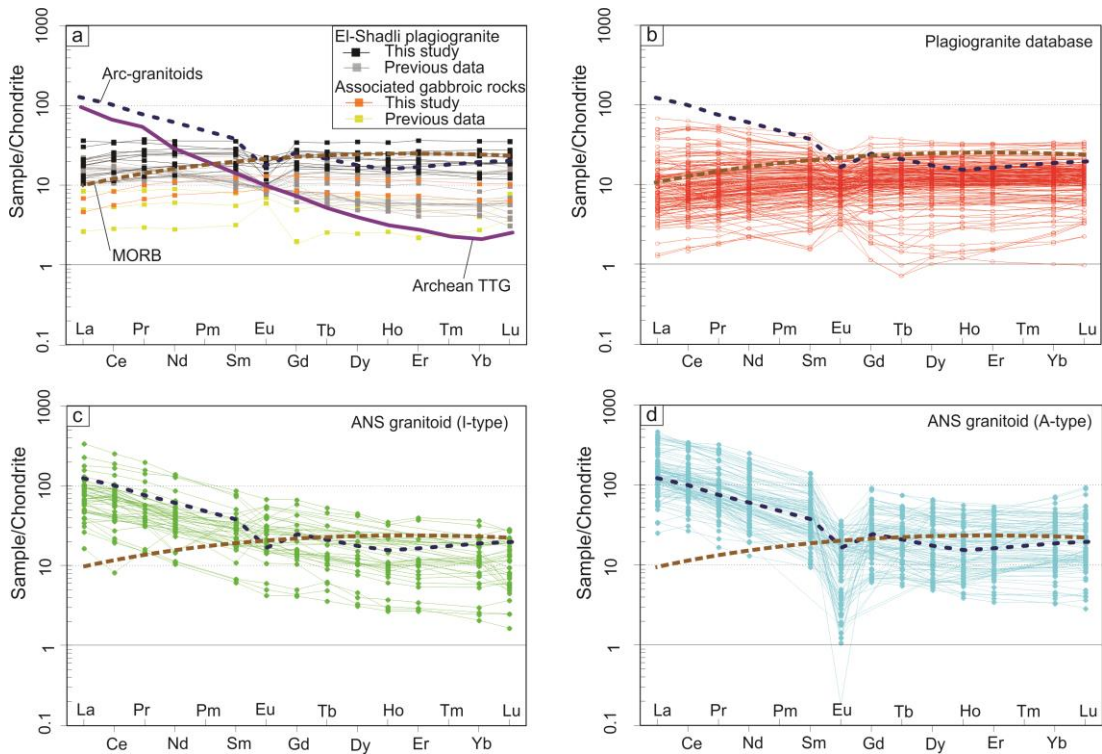 a
El-Shadli plagiogranite
This study
Previous data
Associated gabbroic rocks
This study
Previous data
Arc-granitoids
MORB
Archean TTG
Sample/Chondrite
1000
100
10
1
0.1
La Pr Pm Eu Tb Ho Tm Lu
Ce Nd Sm Gd Dy Er Yb
b
Plagiogranite database
Sample/Chondrite
1000
100
10
1
0.1
La Pr Pm Eu Tb Ho Tm Lu
Ce Nd Sm Gd Dy Er Yb
c
ANS granitoid (I-type)
Sample/Chondrite
1000
100
10
1
0.1
La Pr Pm Eu Tb Ho Tm Lu
Ce Nd Sm Gd Dy Er Yb
d
ANS granitoid (A-type)
Sample/Chondrite
1000
100
10
1
0.1
La Pr Pm Eu Tb Ho Tm Lu
Ce Nd Sm Gd Dy Er Yb